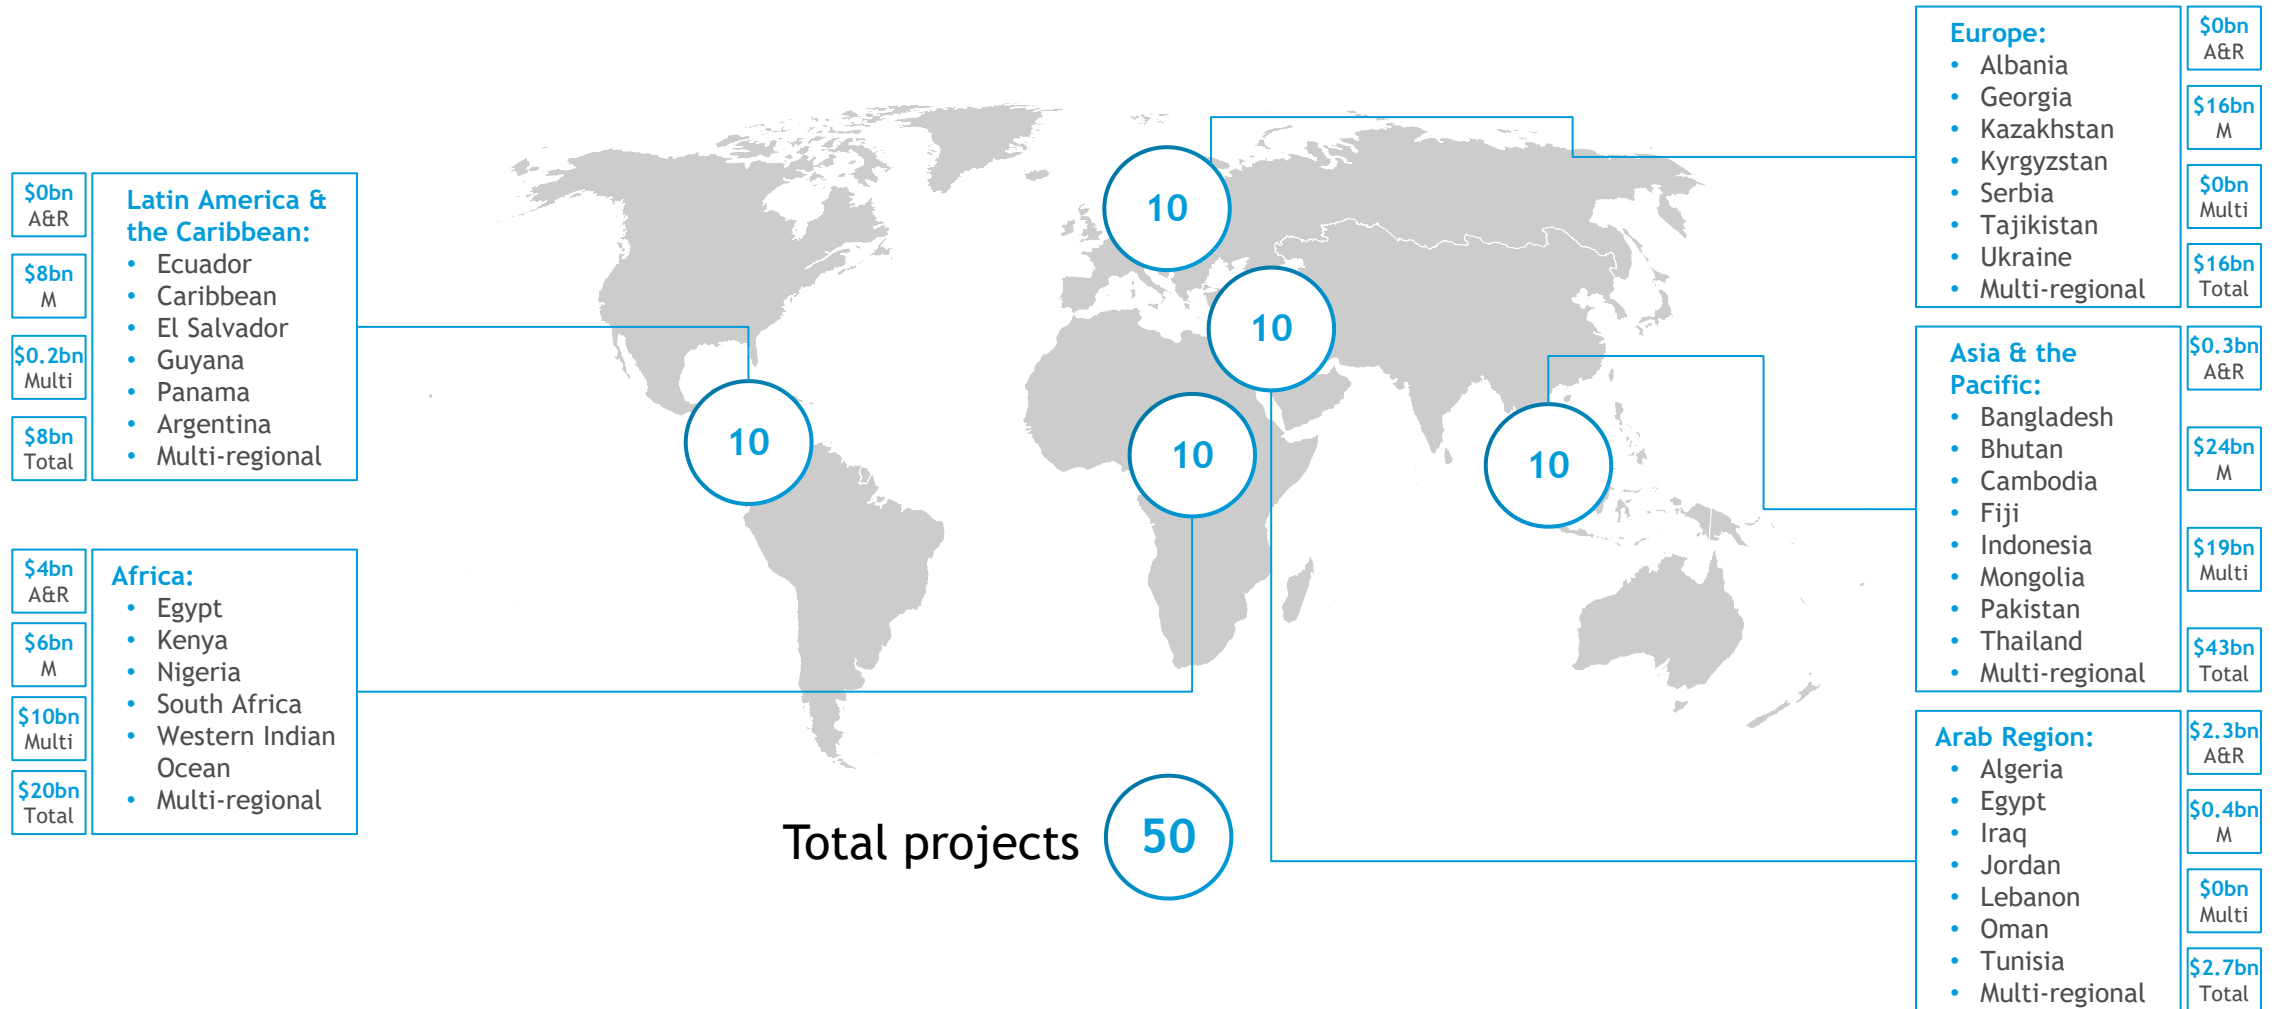 $0bn
A&R
$8bn
M
$0.2bn
Multi
$8bn
Total
Latin America &
the Caribbean:
• Ecuador
• Caribbean
• El Salvador
• Guyana
• Panama
• Argentina
• Multi-regional
$4bn
A&R
$6bn
M
$10bn
Multi
$20bn
Total
Africa:
• Egypt
• Kenya
• Nigeria
• South Africa
• Western Indian
Ocean
• Multi-regional
10
10
10
10
10
Total projects
50
Europe:
• Albania
• Georgia
• Kazakhstan
• Kyrgyzstan
• Serbia
• Tajikistan
• Ukraine
• Multi-regional
$0bn
A&R
$16bn
M
$0bn
Multi
$16bn
Total
Asia & the
Pacific:
• Bangladesh
• Bhutan
• Cambodia
• Fiji
• Indonesia
• Mongolia
• Pakistan
• Thailand
• Multi-regional
$0.3bn
A&R
$24bn
M
$19bn
Multi
$43bn
Total
Arab Region:
• Algeria
• Egypt
• Iraq
• Jordan
• Lebanon
• Oman
• Tunisia
• Multi-regional
$2.3bn
A&R
$0.4bn
M
$0bn
Multi
$2.7bn
Total